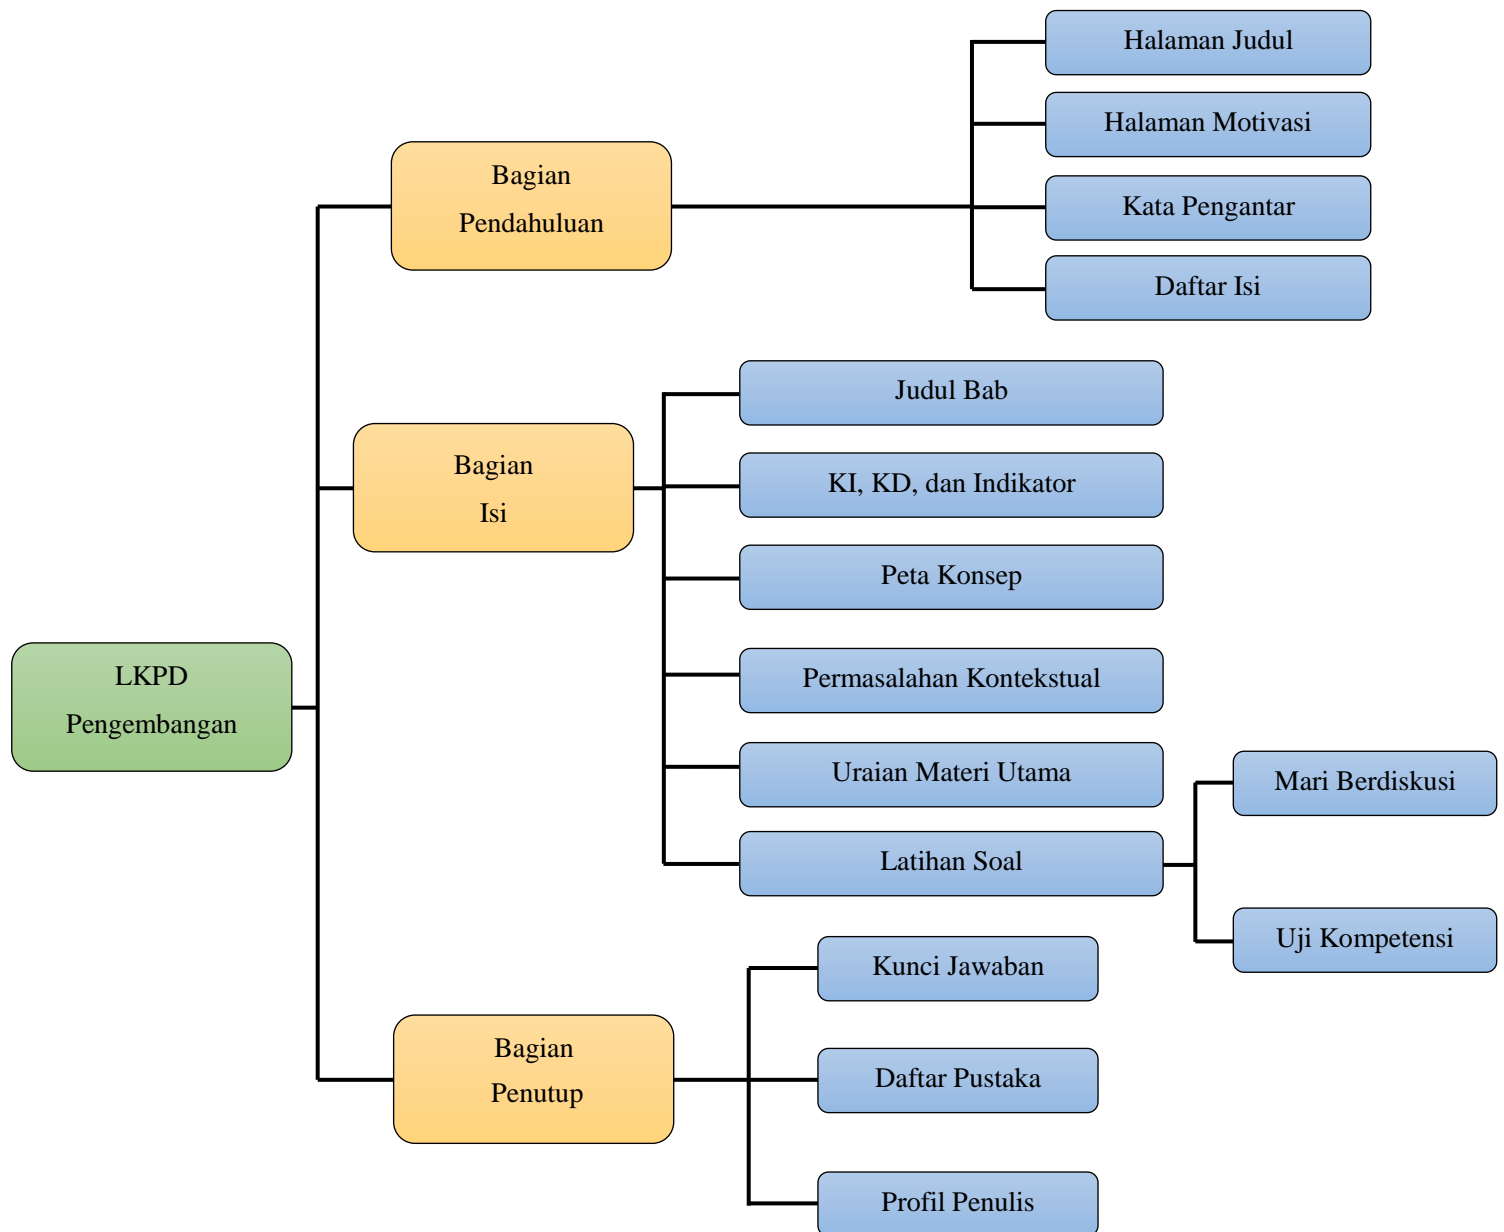 LKPD
Pengembangan
Bagian
Pendahuluan
Halaman Judul
Halaman Motivasi
Kata Pengantar
Daftar Isi
Bagian
Isi
Judul Bab
KI, KD, dan Indikator
Peta Konsep
Permasalahan Kontekstual
Uraian Materi Utama
Latihan Soal
Mari Berdiskusi
Uji Kompetensi
Bagian
Penutup
Kunci Jawaban
Daftar Pustaka
Profil Penulis